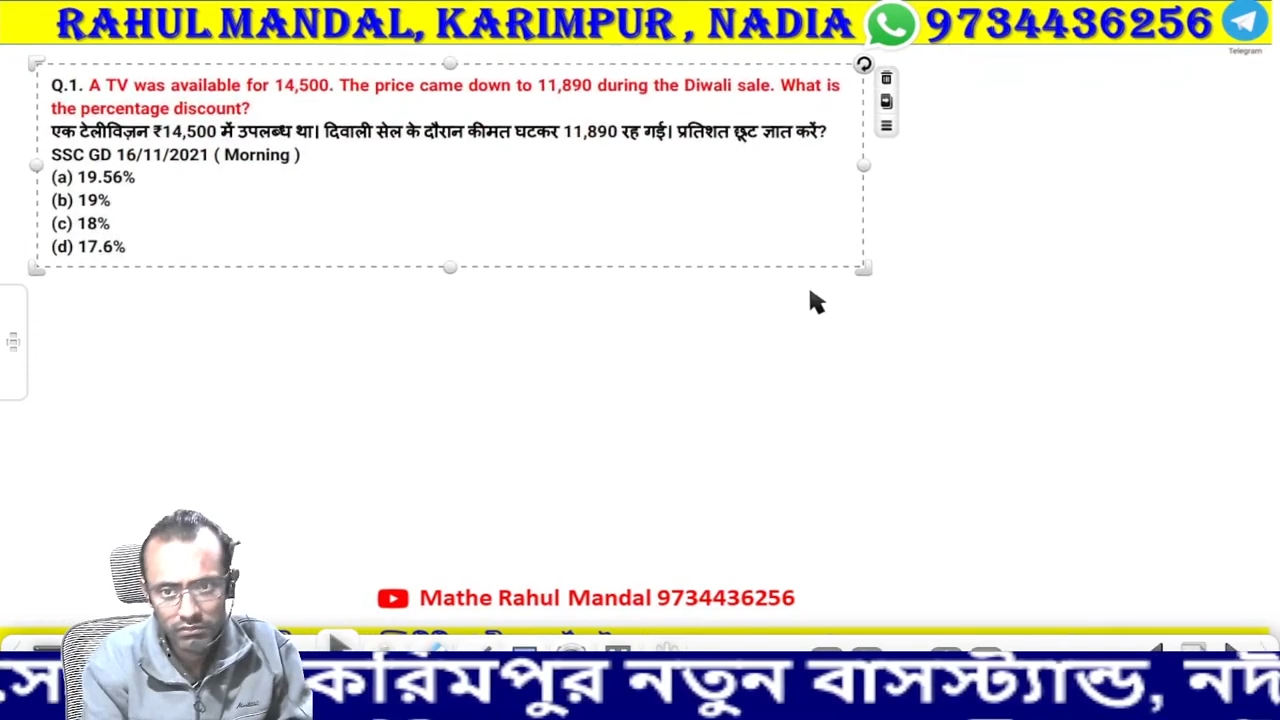 RAHUL MANDAL, KARIMPUR , NADIA 9734436256
Telegram
Q.1. A TV was available for 14,500. The price came down to 11,890 during the Diwali sale. What is
the percentage discount?
एक टेलीविज़न ₹14,500 में उपलब्ध था। दिवाली सेल के दौरान कीमत घटकर 11,890 रह गई। प्रतिशत छूट ज्ञात करें?
SSC GD 16/11/2021 ( Morning )
(a) 19.56%
(b) 19%
(c) 18%
(d) 17.6%
Mathe Rahul Mandal 9734436256
করিমপুর নতুন বাসস্ট্যান্ড,